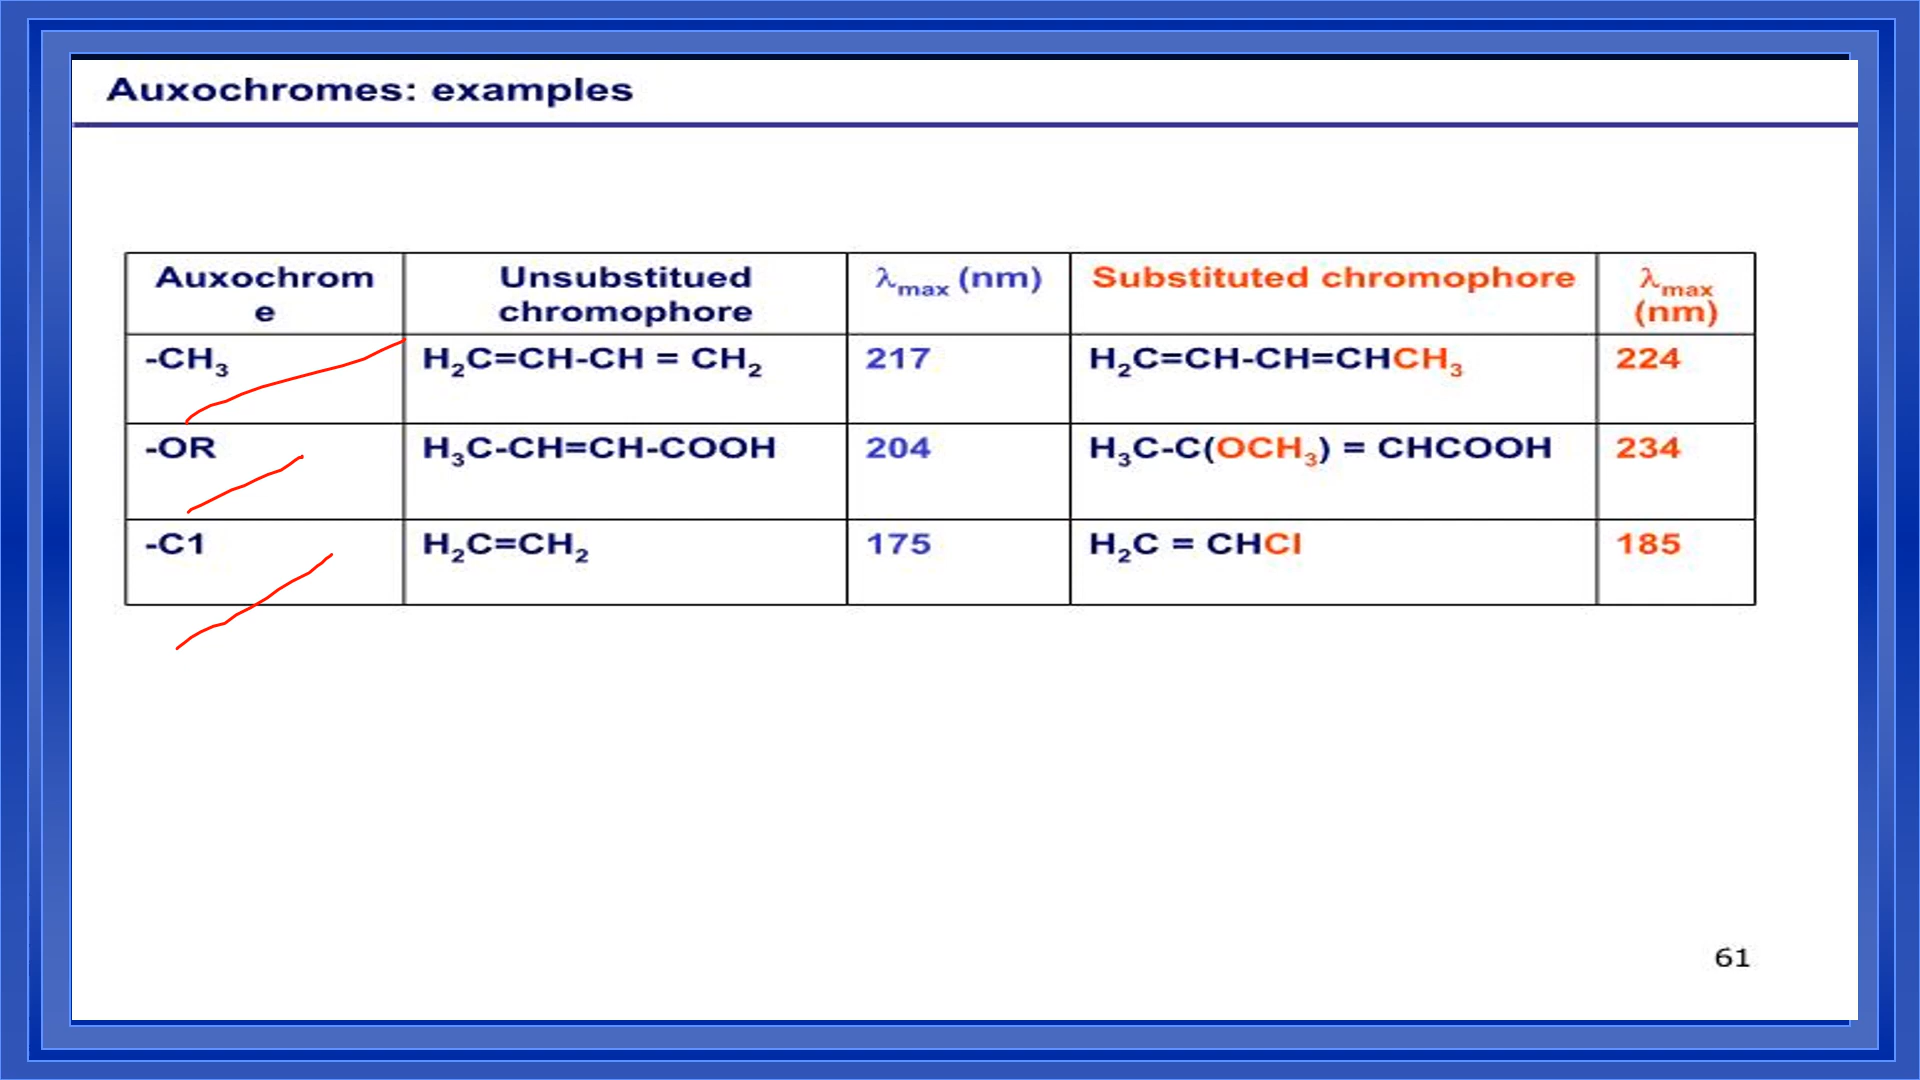 Auxochromes: examples
Auxochrom
e
Unsubstitued
chromophore
λmax (nm)
Substituted chromophore
λmax
(nm)
-CH3
H2C=CH-CH = CH2
217
H2C=CH-CH=CHCH3
224
-OR
H3C-CH=CH-COOH
204
H3C-C(OCH3) = CHCOOH
234
-C1
H2C=CH2
175
H2C = CHCl
185
61